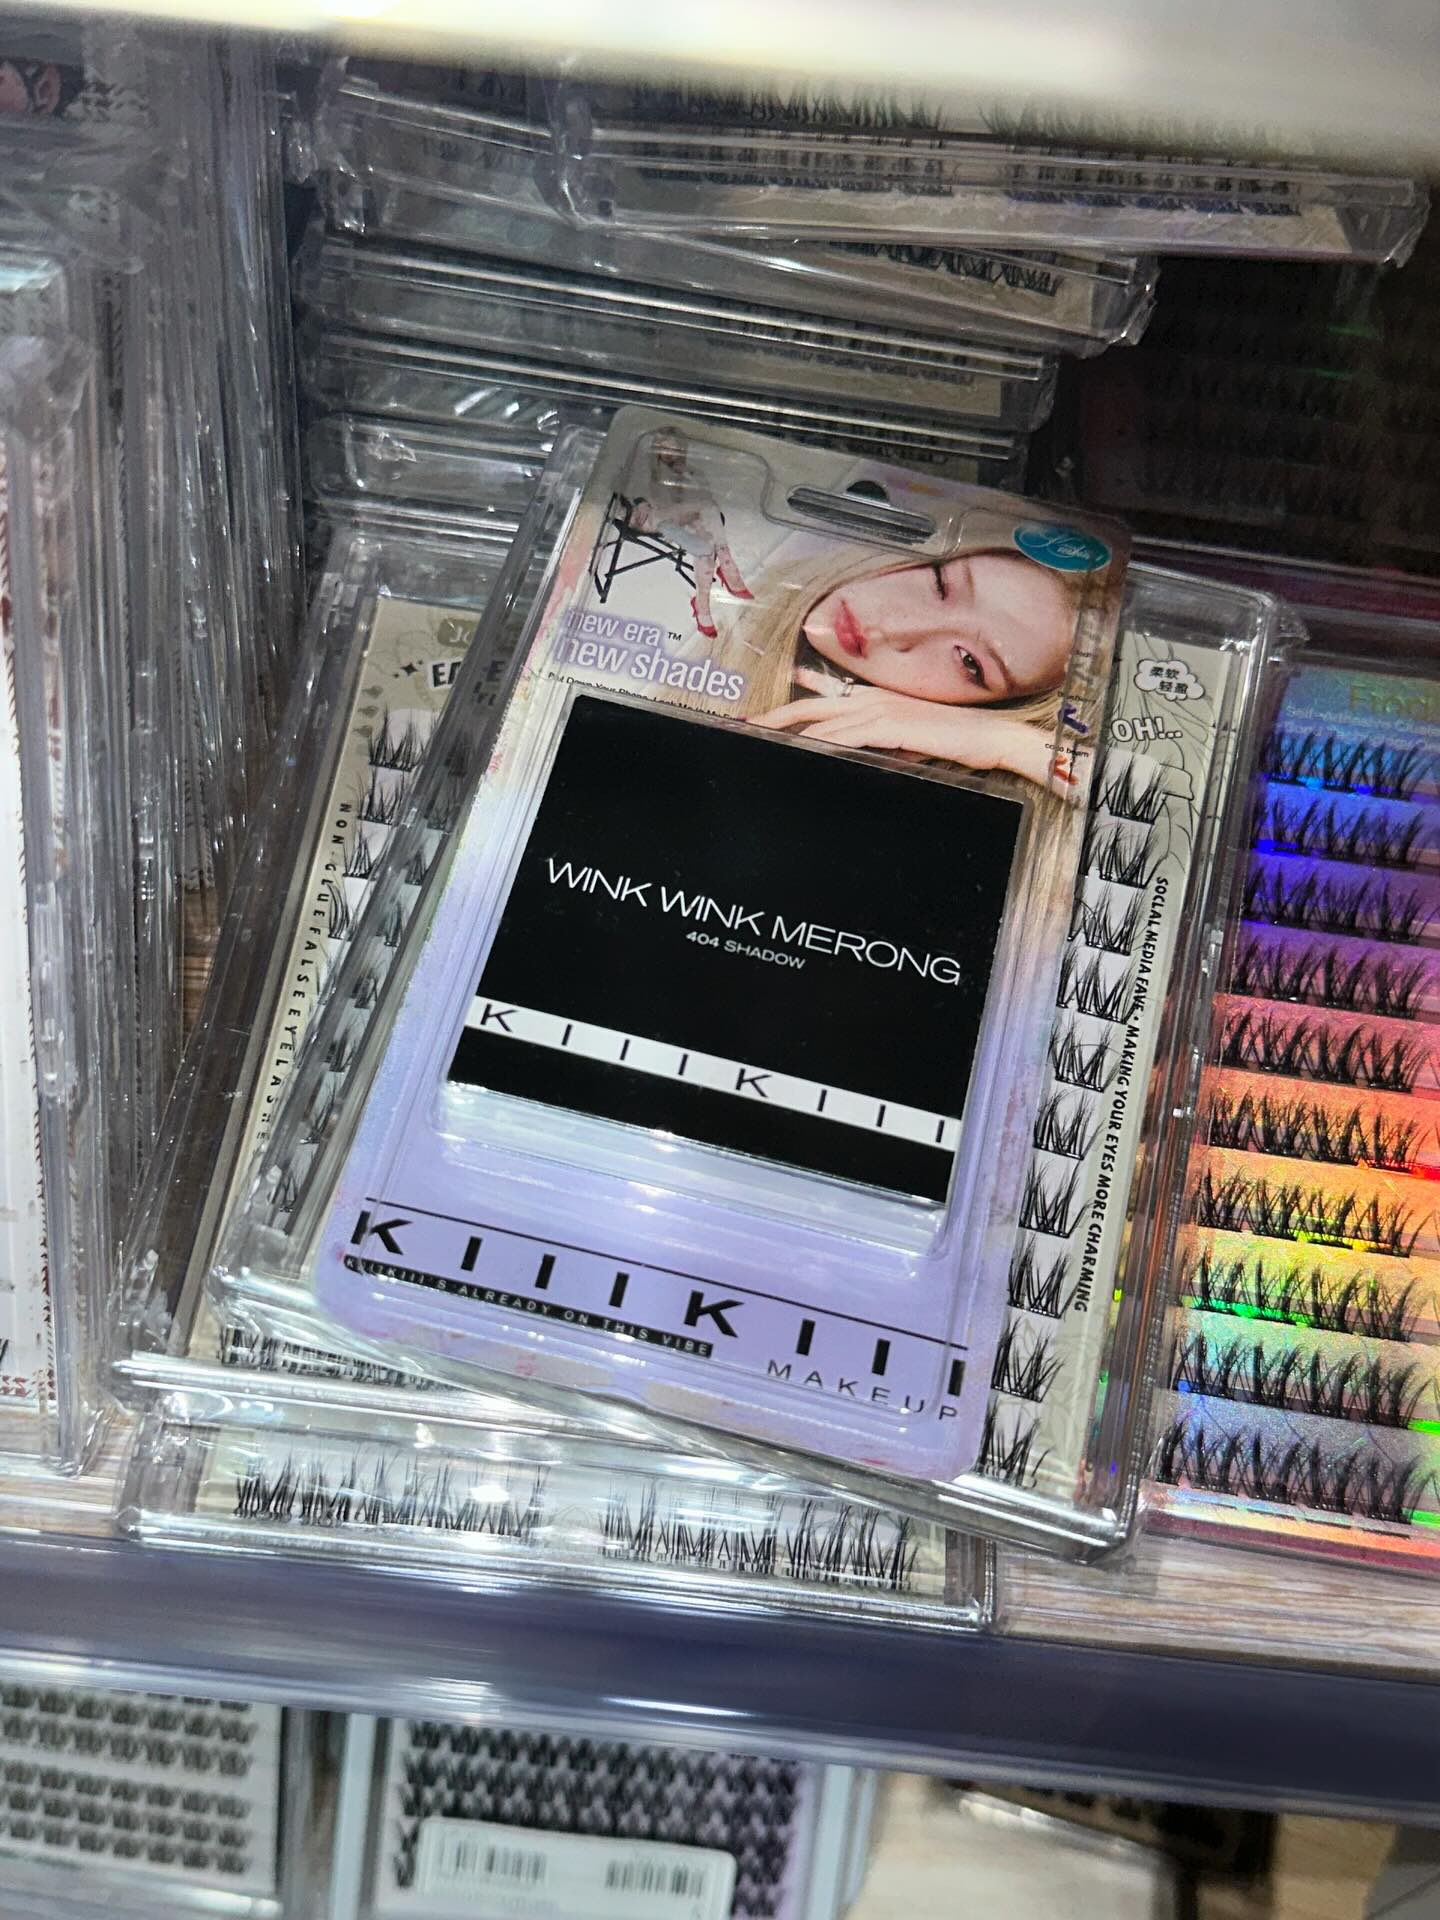 new era™
new shades
WINK WINK MERONG
404 SHADOW
KIIIKIII
KIIIKIII
KIIIKIII'S ALREADY ON THIS VIBE
MAKEUP
NON-GLUE FALSE EYELASHE
柔软
轻盈
OH!...
SOCIAL MEDIA FAVE • MAKING YOUR EYES MORE CHARMING